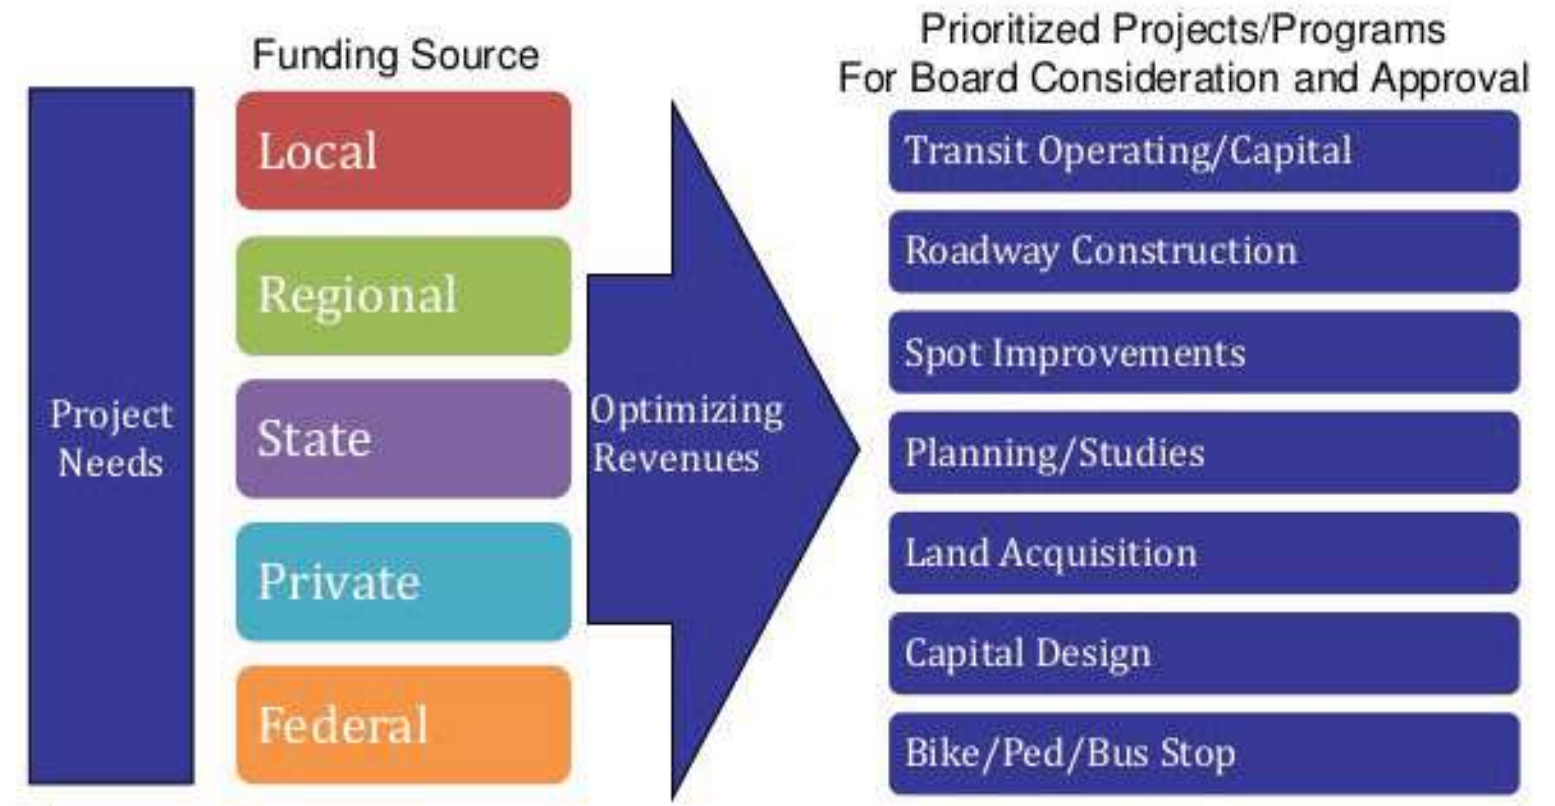 Project
Needs
Funding Source
Local
Regional
State
Private
Federal
Optimizing
Revenues
Prioritized Projects/Programs
For Board Consideration and Approval
Transit Operating/Capital
Roadway Construction
Spot Improvements
Planning/Studies
Land Acquisition
Capital Design
Bike/Ped/Bus Stop